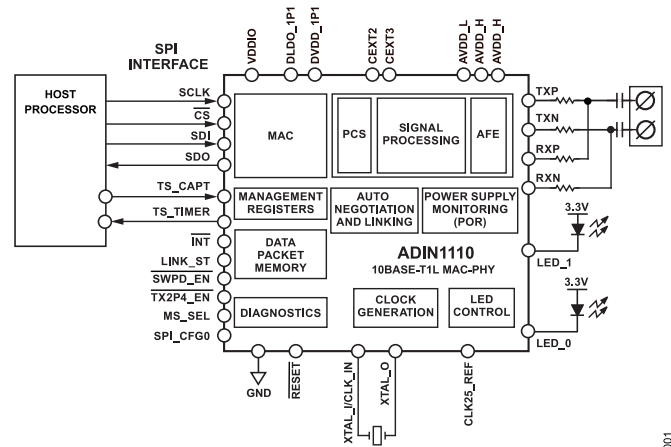 VDDIO
DLDO_1P1
DVDD_1P1
CEXT2
CEXT3
AVDD_L
AVDD_H
AVDD_H
SPI
INTERFACE
HOST
PROCESSOR
SCLK
CS
SDI
SDO
TS_CAPT
TS_TIMER
INT
LINK_ST
SWPD_EN
TX2P4_EN
MS_SEL
SPI_CFG0
MAC
PCS
SIGNAL
PROCESSING
AFE
MANAGEMENT
REGISTERS
AUTO
NEGOTIATION
AND LINKING
POWER SUPPLY
MONITORING
(POR)
DATA
PACKET
MEMORY
ADIN1110
10BASE-T1L MAC-PHY
DIAGNOSTICS
CLOCK
GENERATION
LED
CONTROL
TXP
TXN
RXP
RXN
3.3V
LED_1
3.3V
LED_0
GND
RESET
XTAL_I/CLK_IN
XTAL_O
CLK25_REF
001